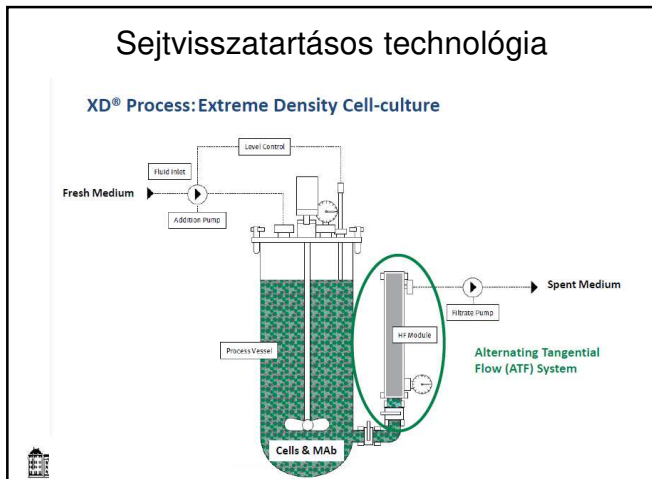 Sejtvisszatartásos technológia
XD® Process: Extreme Density Cell-culture
Level Control
Fluid Inlet
Fresh Medium
Addition Pump
Spent Medium
Filtrate Pump
HF Module
Process Vessel
Alternating Tangential
Flow (ATF) System
Cells & MAb